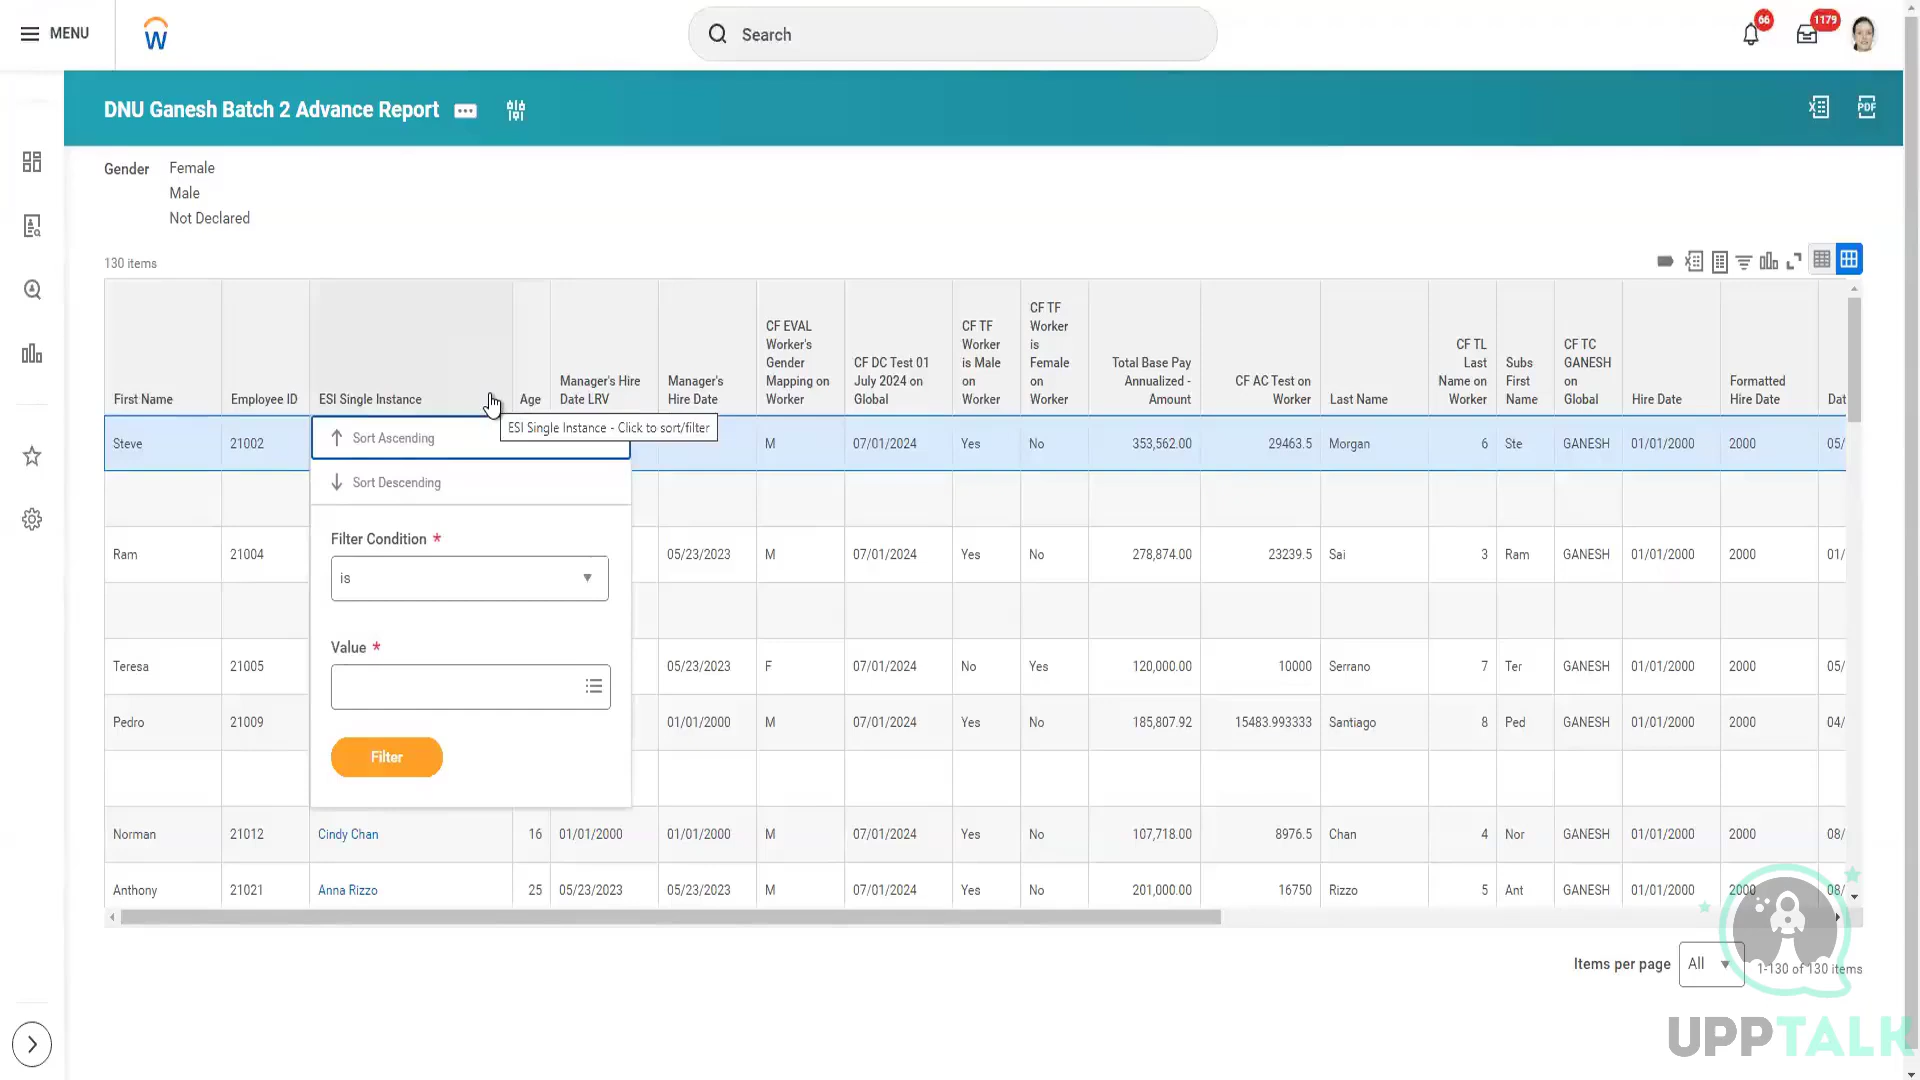 MENU
Search
66
1179
DNU Ganesh Batch 2 Advance Report
PDF
Gender
Female
Male
Not Declared
130 items
First Name
Employee ID
ESI Single Instance
Age
Manager's Hire Date LRV
Manager's Hire Date
CF EVAL Worker's Gender Mapping on Worker
CF DC Test 01 July 2024 on Global
CF TF Worker is Male on Worker
CF TF Worker is Female on Worker
Total Base Pay Annualized - Amount
CF AC Test on Worker
Last Name
CF TL Last Name on Worker
Subs First Name
CF TC GANESH on Global
Hire Date
Formatted Hire Date
Dat
Steve 21002 M 07/01/2024 Yes No 353,562.00 29463.5 Morgan 6 Ste GANESH 01/01/2000 2000 05/
ESI Single Instance - Click to sort/filter
Sort Ascending
Sort Descending
Filter Condition *
is
Value *
Filter
Ram 21004 05/23/2023 M 07/01/2024 Yes No 278,874.00 23239.5 Sai 3 Ram GANESH 01/01/2000 2000 01/
Teresa 21005 05/23/2023 F 07/01/2024 No Yes 120,000.00 10000 Serrano 7 Ter GANESH 01/01/2000 2000 05/
Pedro 21009 01/01/2000 M 07/01/2024 Yes No 185,807.92 15483.993333 Santiago 8 Ped GANESH 01/01/2000 2000 04/
Norman 21012 Cindy Chan 16 01/01/2000 01/01/2000 M 07/01/2024 Yes No 107,718.00 8976.5 Chan 4 Nor GANESH 01/01/2000 2000 08/
Anthony 21021 Anna Rizzo 25 05/23/2023 05/23/2023 M 07/01/2024 Yes No 201,000.00 16750 Rizzo 5 Ant GANESH 01/01/2000 2000 08/
Items per page All 1-130 of 130 items
UPPTALK